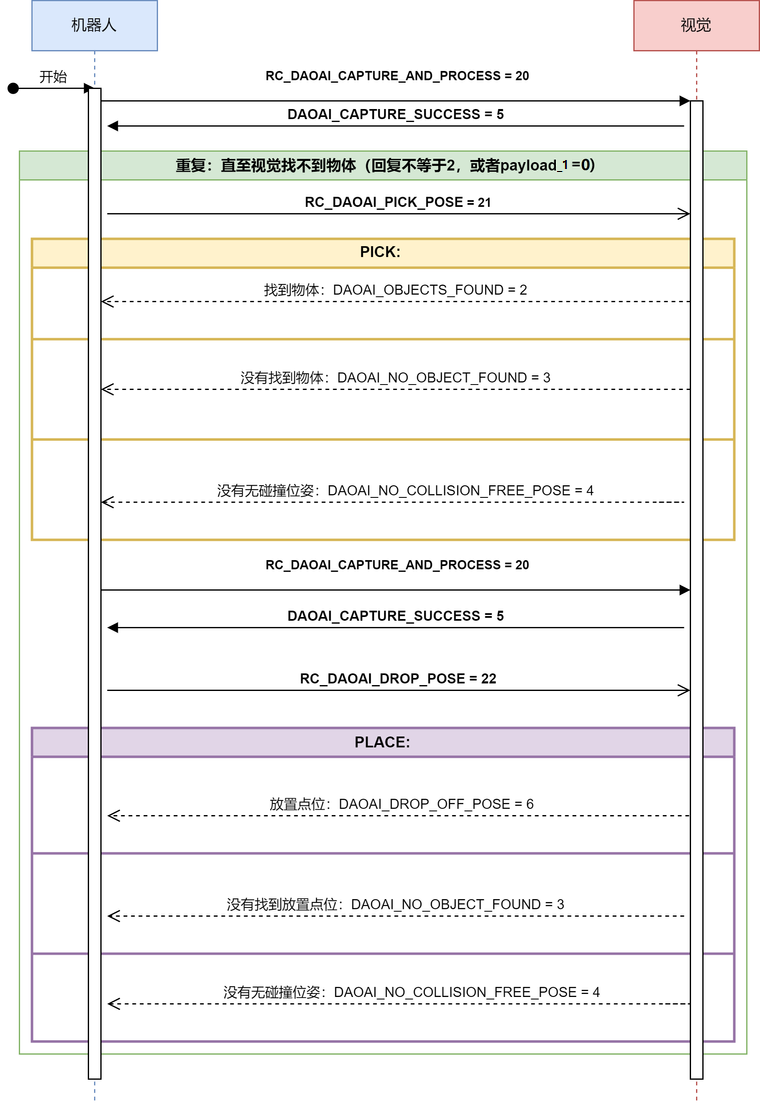 机器人
视觉
开始
RC_DAOAI_CAPTURE_AND_PROCESS = 20
DAOAI_CAPTURE_SUCCESS = 5
重复：直至视觉找不到物体（回复不等于2，或者payload_1=0）
RC_DAOAI_PICK_POSE = 21
PICK:
找到物体：DAOAI_OBJECTS_FOUND = 2
没有找到物体：DAOAI_NO_OBJECT_FOUND = 3
没有无碰撞位姿：DAOAI_NO_COLLISION_FREE_POSE = 4
RC_DAOAI_CAPTURE_AND_PROCESS = 20
DAOAI_CAPTURE_SUCCESS = 5
RC_DAOAI_DROP_POSE = 22
PLACE:
放置点位：DAOAI_DROP_OFF_POSE = 6
没有找到放置点位：DAOAI_NO_OBJECT_FOUND = 3
没有无碰撞位姿：DAOAI_NO_COLLISION_FREE_POSE = 4